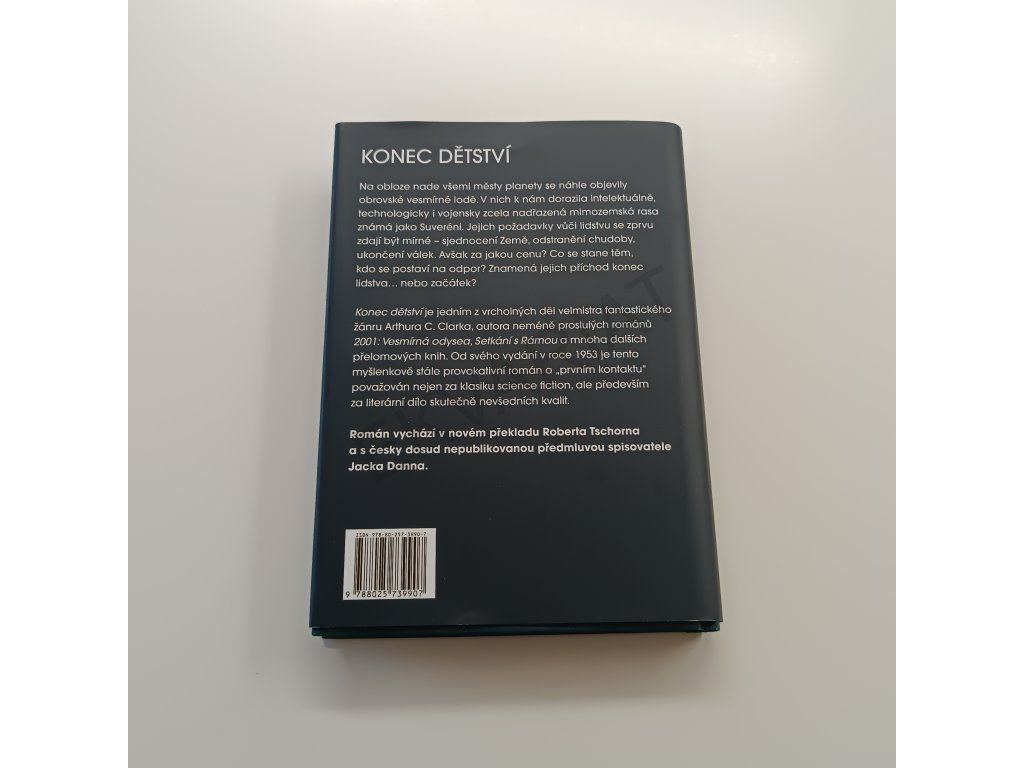 KONEC DĚTSTVÍ
Na obloze nade všemi městy planety se náhle objevily
obrovské vesmírné lodě. V nich k nám dorazila intelektuálně,
technologicky i vojensky zcela nadřazená mimozemská rasa
známá jako Suveréni. Jejich požadavky vůči lidstvu se zprvu
zdají být mírné – sjednocení Země, odstranění chudoby,
ukončení válek. Avšak za jakou cenu? Co se stane těm,
kdo se postaví na odpor? Znamená jejich příchod konec
lidstva... nebo začátek?
Konec dětství je jedním z vrcholných děl velmistra fantastického
žánru Arthura C. Clarka, autora neméně proslulých románů
2001: Vesmírná odysea, Setkání s Rámou a mnoha dalších
přelomových knih. Od svého vydání v roce 1953 je tento
myšlenkově stále provokativní román o „prvním kontaktu“
považován nejen za klasiku science fiction, ale především
za literární dílo skutečně nevšedních kvalit.
Román vychází v novém překladu Roberta Tschorna
a s česky dosud nepublikovanou předmluvou spisovatele
Jacka Danna.
ISBN 978-80-257-3990-7
9 788025 739907